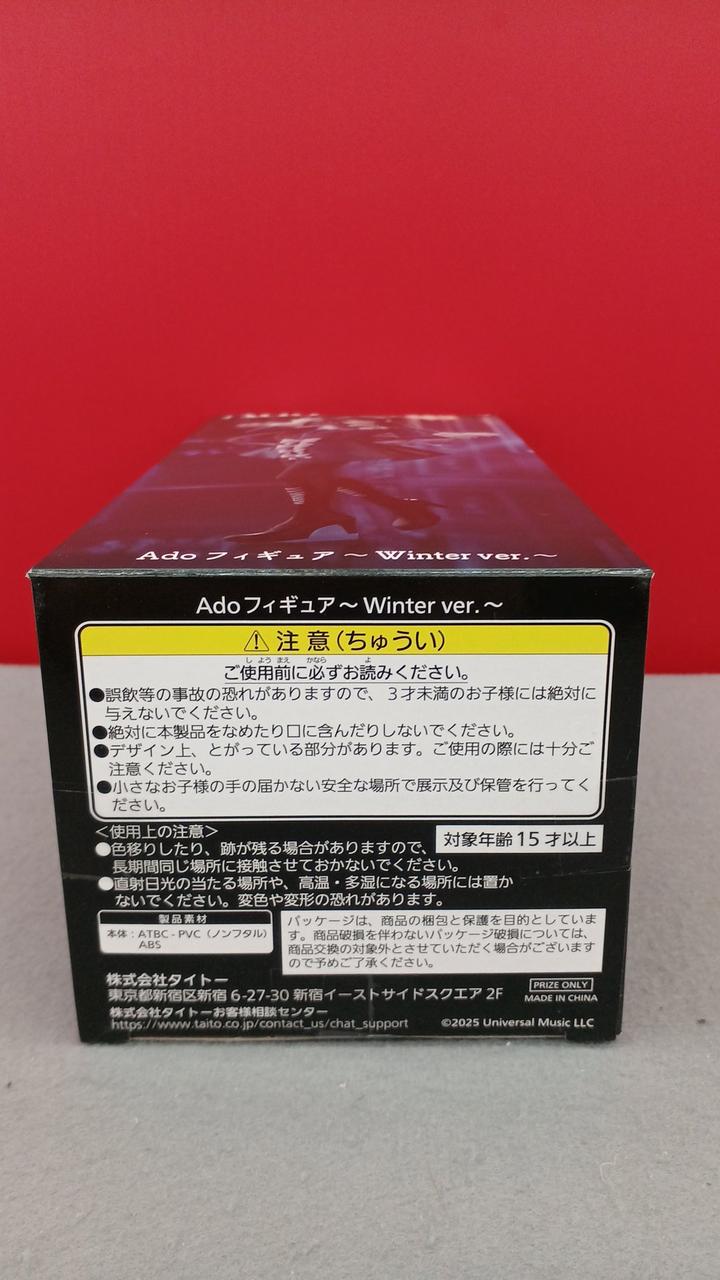 Ado フィギュア ～ Winter ver.～
Ado フィギュア～ Winter ver.～
⚠ 注意(ちゅうい)
ご使用前に必ずお読みください。
●誤飲等の事故の恐れがありますので、3才未満のお子様には絶対に
与えないでください。
●絶対に本製品をなめたり口に含んだりしないでください。
●デザイン上、とがっている部分があります。ご使用の際には十分ご
注意ください。
●小さなお子様の手の届かない安全な場所で展示及び保管を行ってく
ださい。
＜使用上の注意＞
対象年齢15才以上
●色移りしたり、跡が残る場合がありますので、
長期間同じ場所に接触させておかないでください。
●直射日光の当たる場所や、高温・多湿になる場所には置か
ないでください。変色や変形の恐れがあります。
製品素材
本体：ATBC-PVC（ノンフタル）
ABS
パッケージは、商品の梱包と保護を目的としていま
す。商品破損を伴わないパッケージ破損については、
商品交換の対象外とさせていただく場合がございます
ので予めご了承ください。
株式会社タイトー
東京都新宿区新宿 6-27-30 新宿イーストサイドスクエア 2F
株式会社タイトーお客様相談センター
https://www.taito.co.jp/contact_us/chat_support
PRIZE ONLY
MADE IN CHINA
©2025 Universal Music LLC